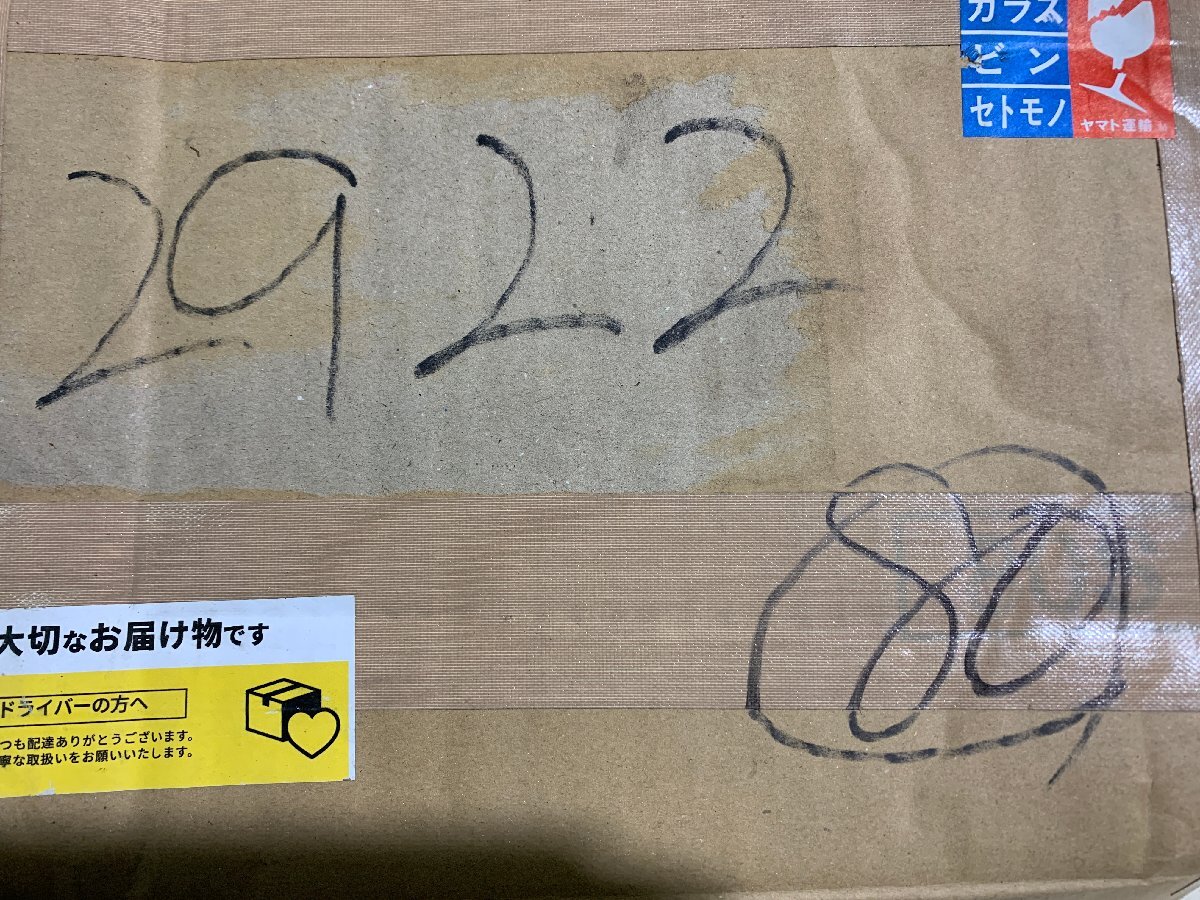 ガラス
ビン
セトモノ
ヤマト運輸
2922
80
大切なお届け物です
ドライバーの方へ
つも配達ありがとうございます。
寧な取扱いをお願いいたします。